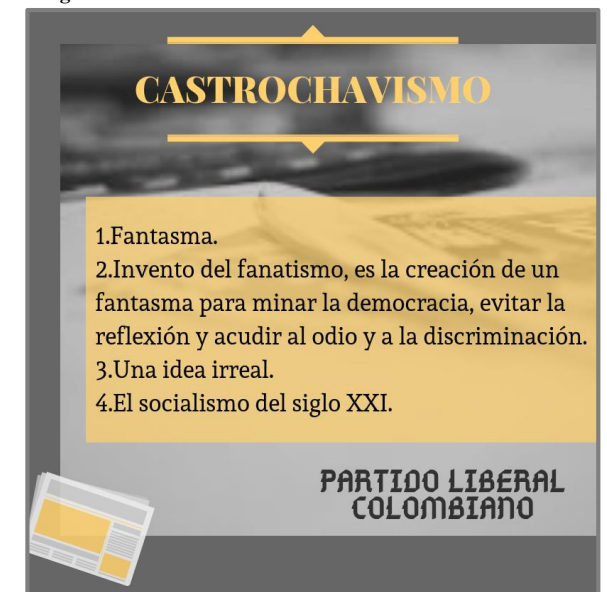 CASTROCHAVISMO
1.Fantasma.
2.Invento del fanatismo, es la creación de un
fantasma para minar la democracia, evitar la
reflexión y acudir al odio y a la discriminación.
3.Una idea irreal.
4.El socialismo del siglo XXI.
PARTIDO LIBERAL
COLOMBIANO